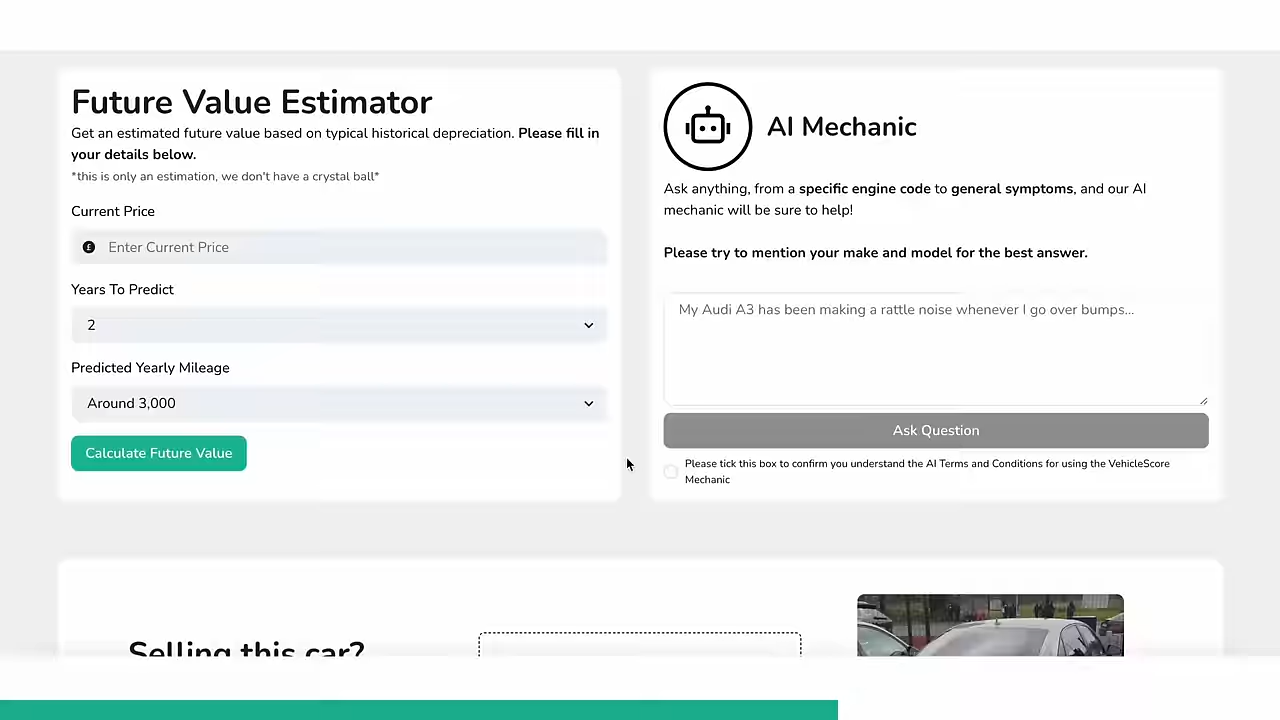 Future Value Estimator
Get an estimated future value based on typical historical depreciation. Please fill in
your details below.
*this is only an estimation, we don't have a crystal ball*
Current Price
£ Enter Current Price
Years To Predict
2
Predicted Yearly Mileage
Around 3,000
Calculate Future Value
AI Mechanic
Ask anything, from a specific engine code to general symptoms, and our AI
mechanic will be sure to help!
Please try to mention your make and model for the best answer.
My Audi A3 has been making a rattle noise whenever I go over bumps...
Ask Question
Please tick this box to confirm you understand the AI Terms and Conditions for using the VehicleScore
Mechanic
Selling this car?